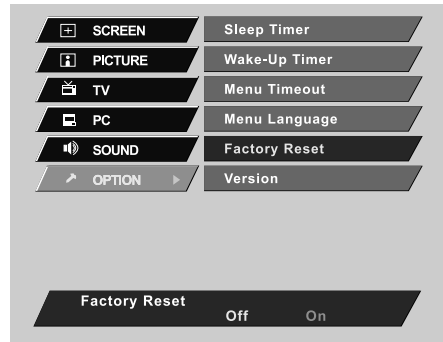 SCREEN
PICTURE
TV
PC
SOUND
OPTION
Sleep Timer
Wake-Up Timer
Menu Timeout
Menu Language
Factory Reset
Version
Factory Reset
Off On